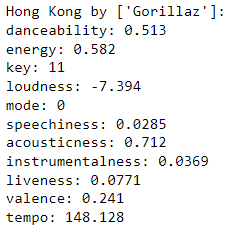 Hong Kong by ['Gorillaz']:
danceability: 0.513
energy: 0.582
key: 11
loudness: -7.394
mode: 0
speechiness: 0.0285
acousticness: 0.712
instrumentalness: 0.0369
liveness: 0.0771
valence: 0.241
tempo: 148.128